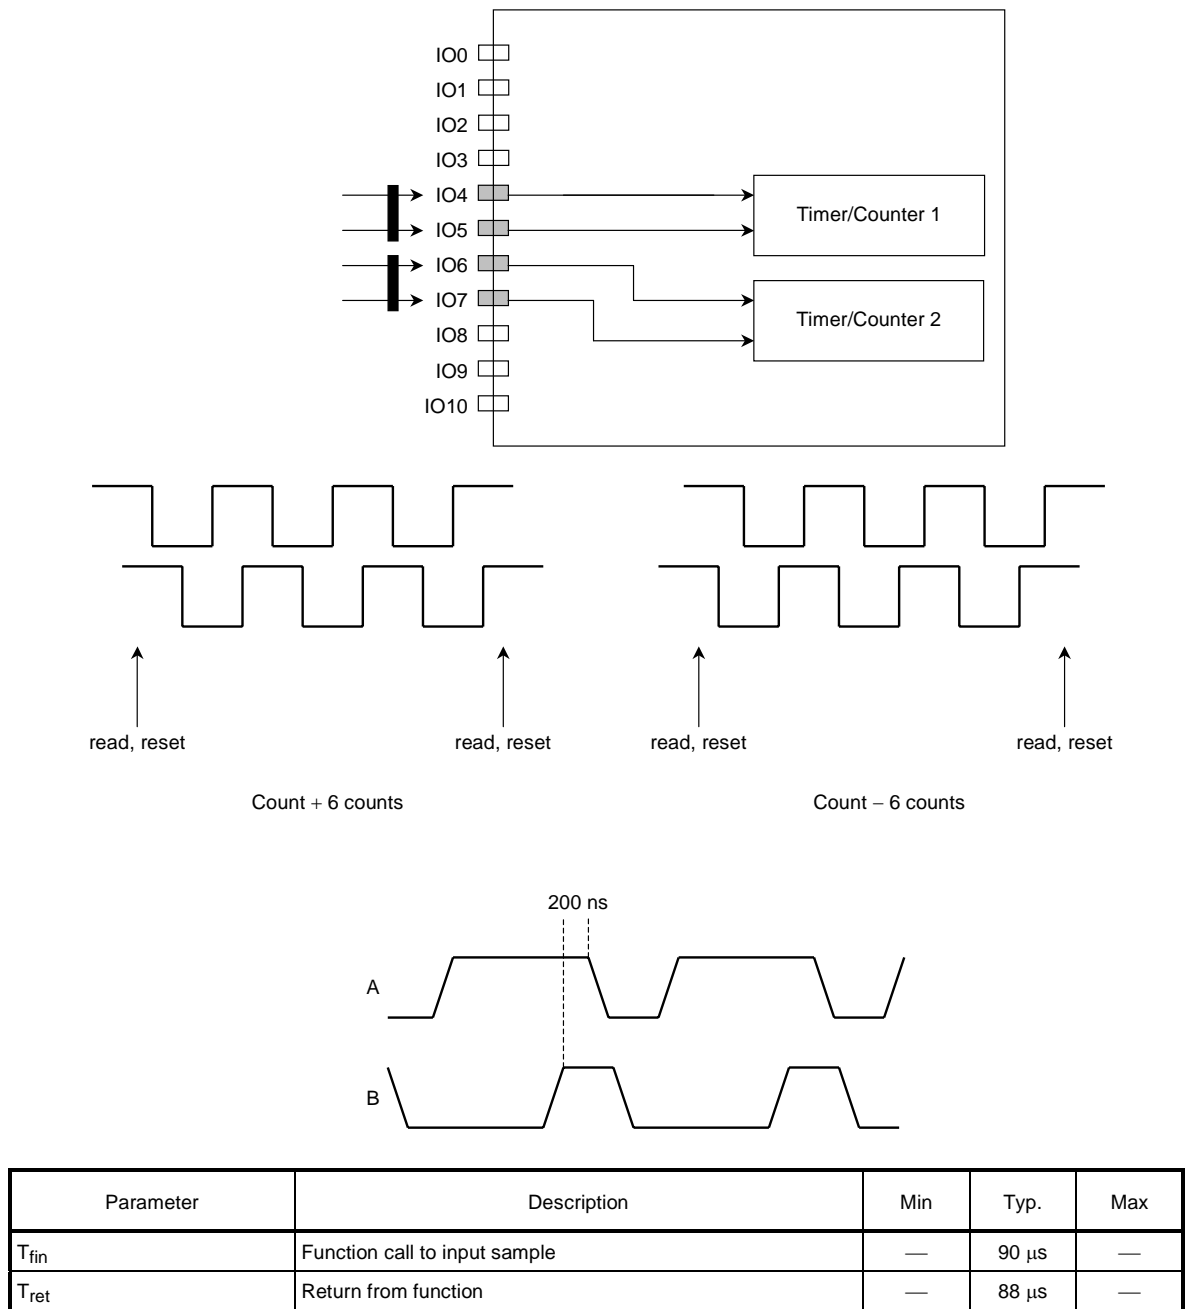 IO0
IO1
IO2
IO3
IO4
IO5
IO6
IO7
IO8
IO9
IO10
Timer/Counter 1
Timer/Counter 2
read, reset read, reset read, reset read, reset
Count + 6 counts Count − 6 counts
200 ns
A
B
Parameter Description Min Typ. Max
Tfin Function call to input sample — 90 μs —
Tret Return from function — 88 μs —